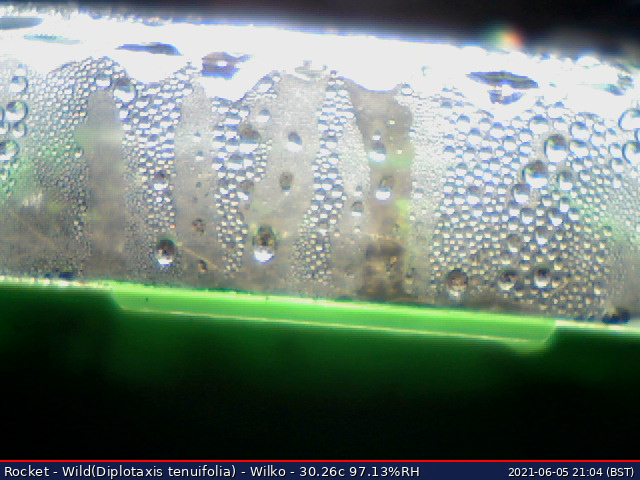 Rocket - Wild(Diplotaxis tenuifolia) - Wilko - 30.26c 97.13%RH 2021-06-05 21:04 (BST)